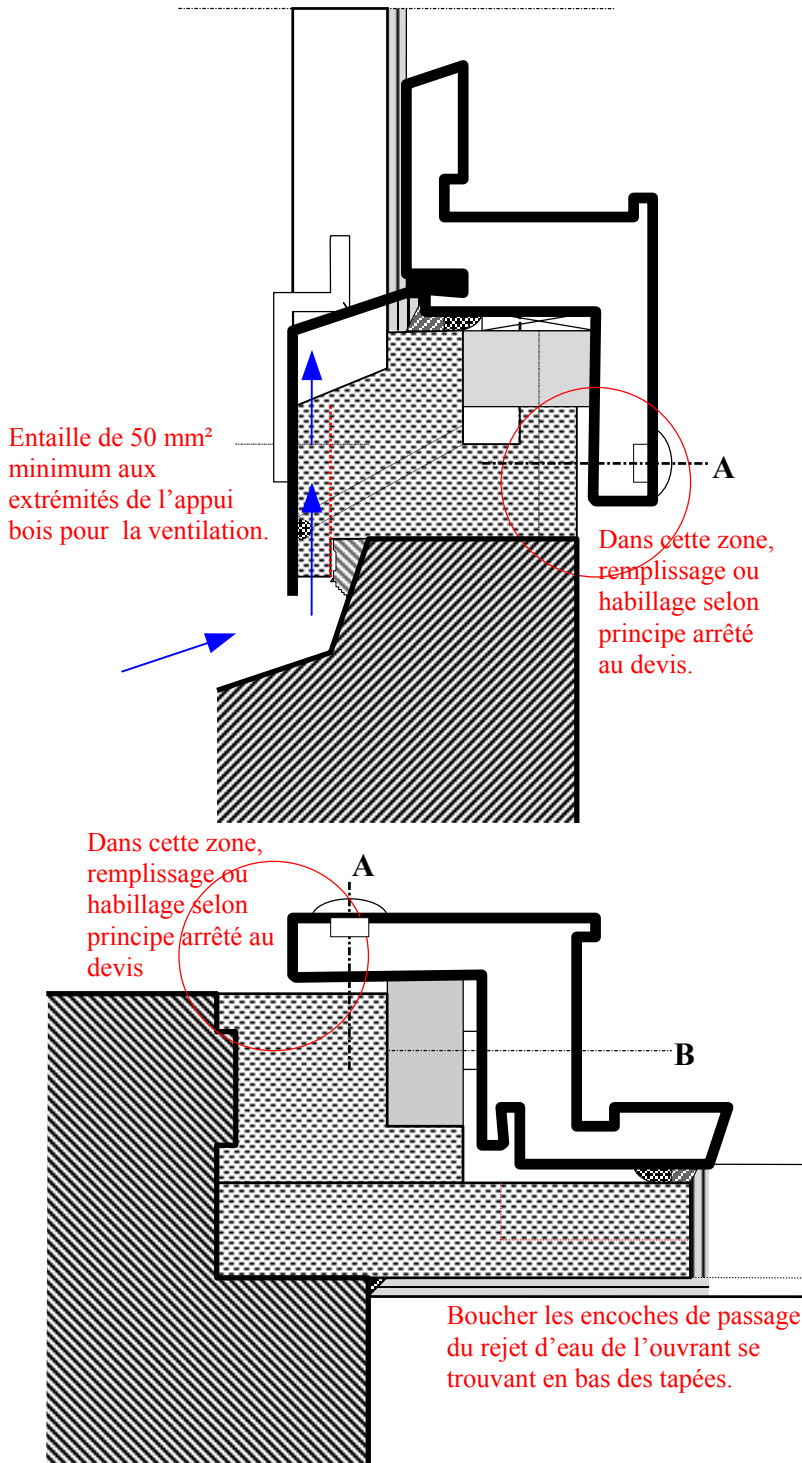 Entaille de 50 mm²
minimum aux
extrémités de l’appui
bois pour la ventilation.
A
Dans cette zone,
remplissage ou
habillage selon
principe arrêté
au devis.
Dans cette zone,
remplissage ou
habillage selon
principe arrêté au
devis
A
B
Boucher les encoches de passage
du rejet d’eau de l’ouvrant se
trouvant en bas des tapées.